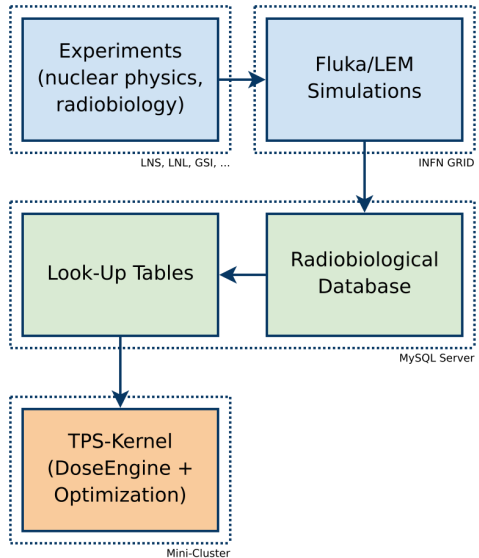 Experiments
(nuclear physics,
radiobiology)
LNS, LNL, GSI, ...
Fluka/LEM
Simulations
INFN GRID
Look-Up Tables
Radiobiological
Database
MySQL Server
TPS-Kernel
(DoseEngine +
Optimization)
Mini-Cluster